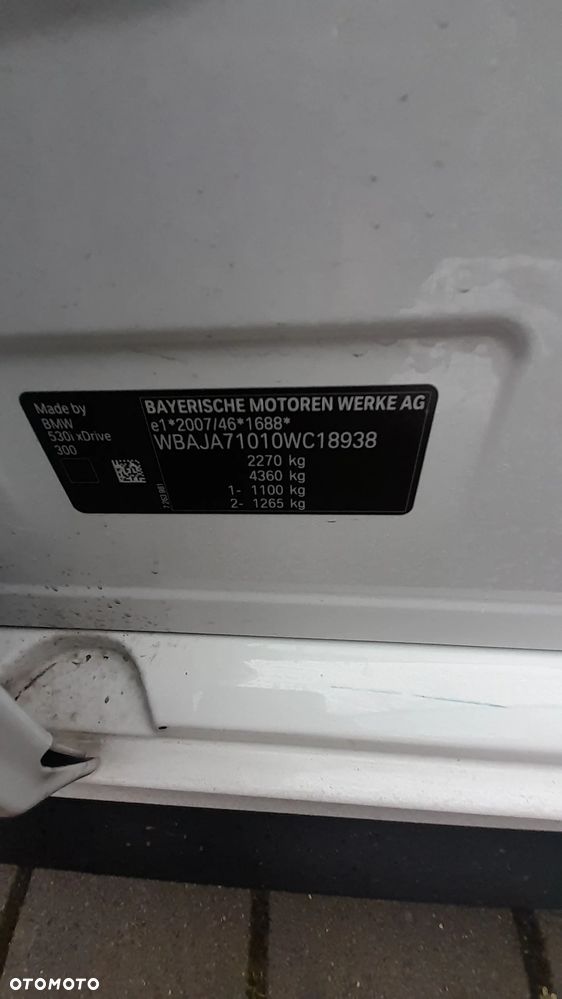 Made by
BMW
530i xDrive
300
BAYERISCHE MOTOREN WERKE AG
e1*2007/46*1688*
WBAJA71010WC18938
2270 kg
4360 kg
1- 1100 kg
2- 1265 kg
OTOMOTO